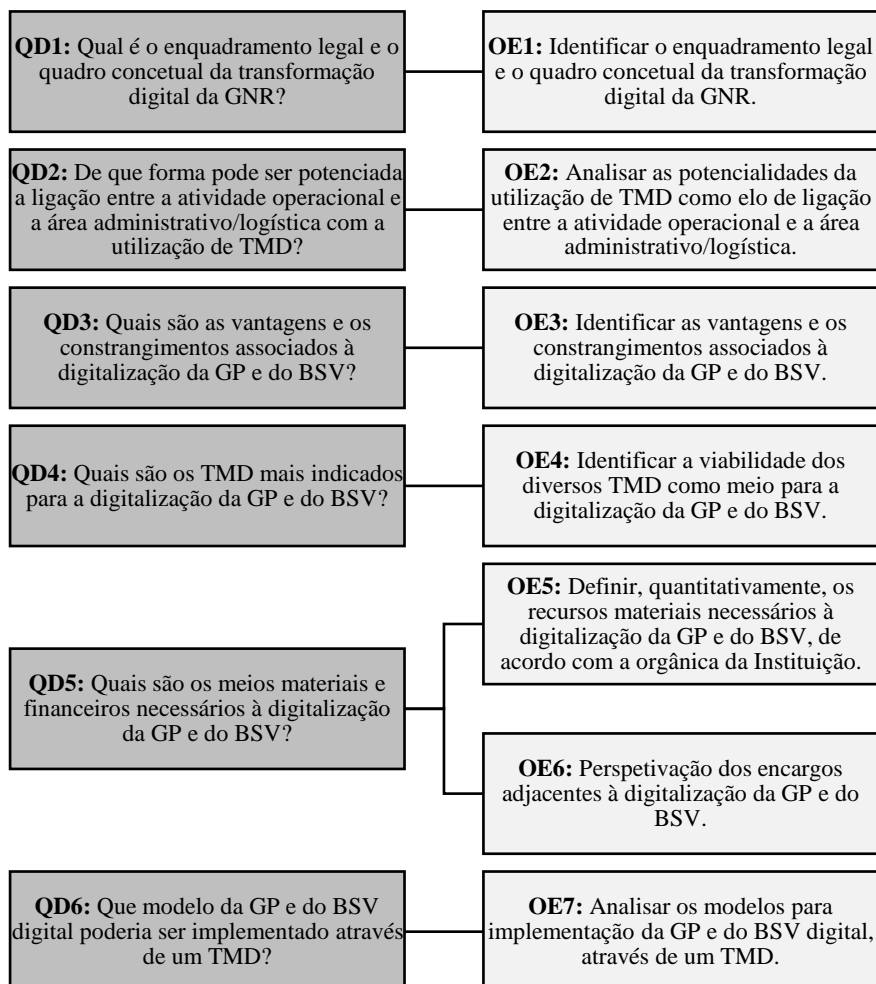 QD1: Qual é o enquadramento legal e o
quadro concetual da transformação
digital da GNR?
OE1: Identificar o enquadramento legal
e o quadro concetual da transformação
digital da GNR.
QD2: De que forma pode ser potenciada
a ligação entre a atividade operacional e
a área administrativo/logística com a
utilização de TMD?
OE2: Analisar as potencialidades da
utilização de TMD como elo de ligação
entre a atividade operacional e a área
administrativo/logística.
QD3: Quais são as vantagens e os
constrangimentos associados à
digitalização da GP e do BSV?
OE3: Identificar as vantagens e os
constrangimentos associados à
digitalização da GP e do BSV.
QD4: Quais são os TMD mais indicados
para a digitalização da GP e do BSV?
OE4: Identificar a viabilidade dos
diversos TMD como meio para a
digitalização da GP e do BSV.
QD5: Quais são os meios materiais e
financeiros necessários à digitalização
da GP e do BSV?
OE5: Definir, quantitativamente, os
recursos materiais necessários à
digitalização da GP e do BSV, de
acordo com a orgânica da Instituição.
OE6: Perspetivação dos encargos
adjacentes à digitalização da GP e do
BSV.
QD6: Que modelo da GP e do BSV
digital poderia ser implementado através
de um TMD?
OE7: Analisar os modelos para
implementação da GP e do BSV digital,
através de um TMD.